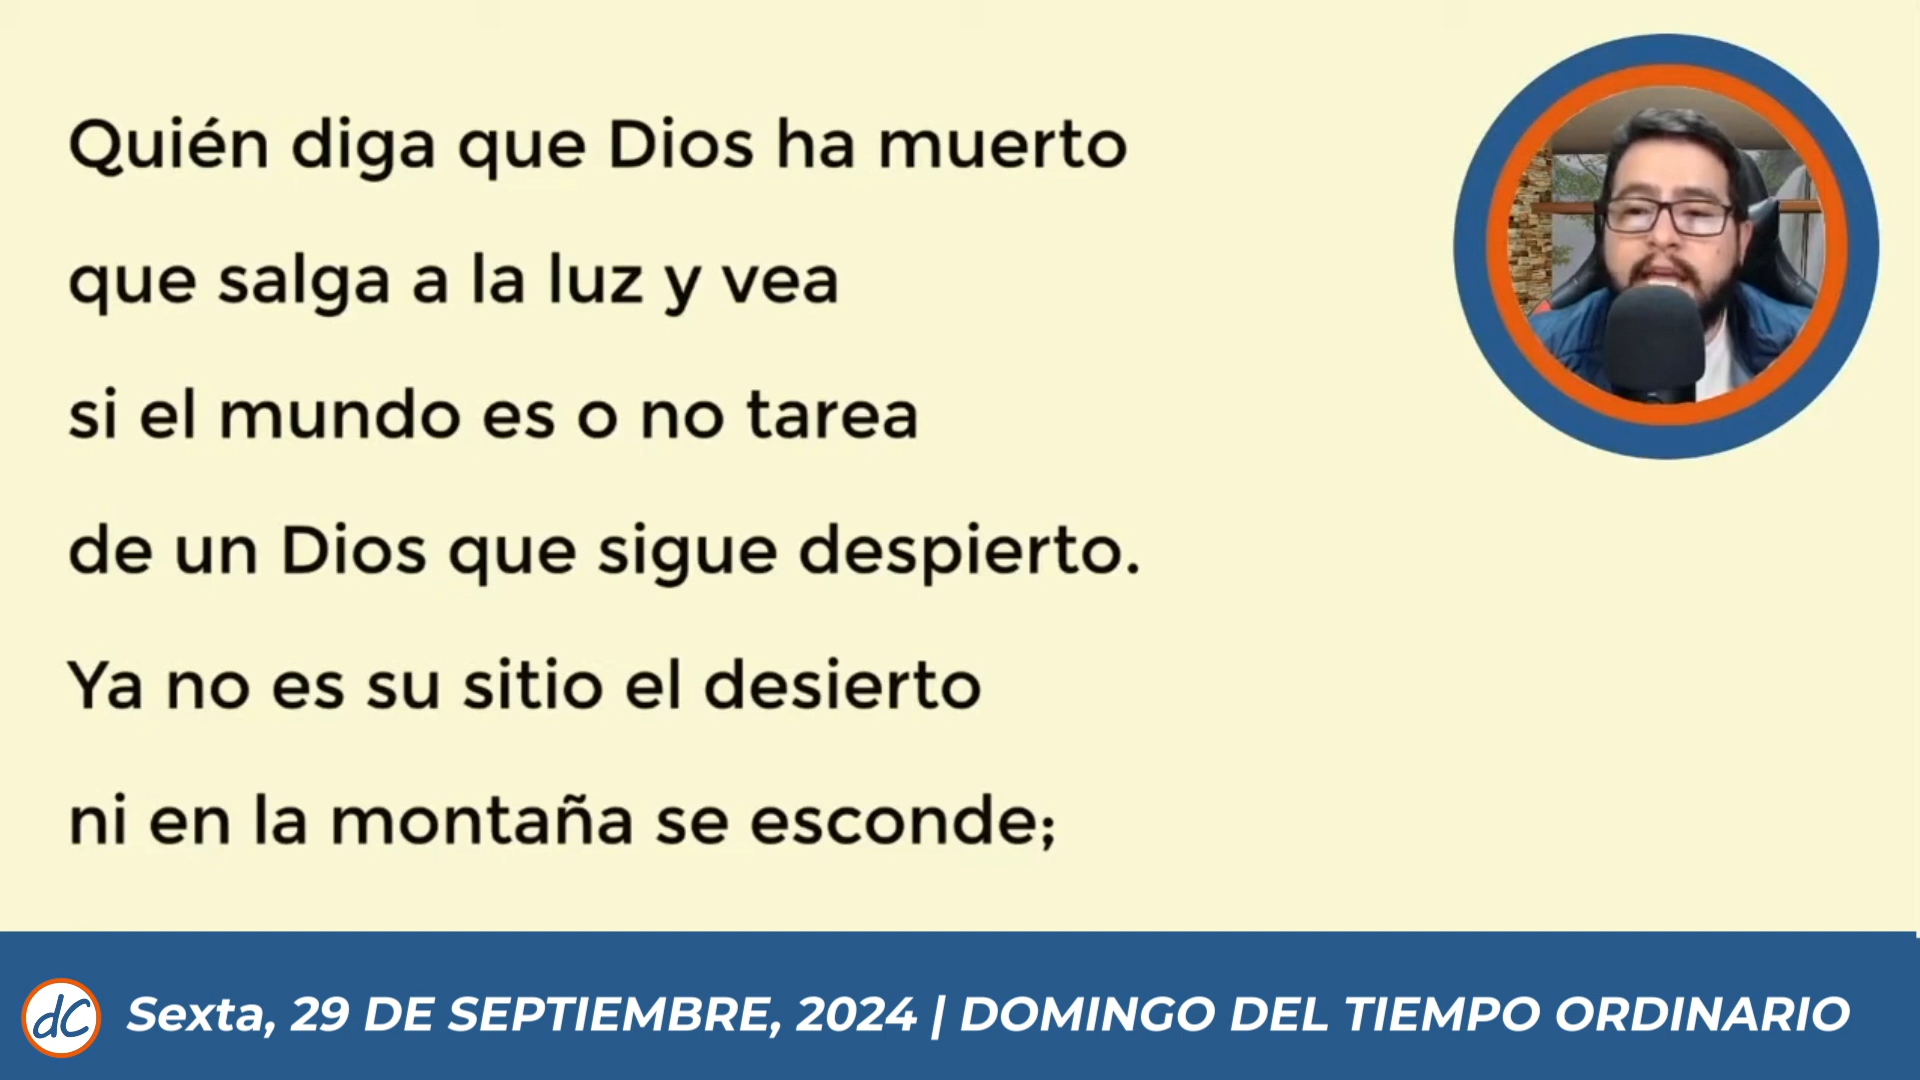 Quién diga que Dios ha muerto
que salga a la luz y vea
si el mundo es o no tarea
de un Dios que sigue despierto.
Ya no es su sitio el desierto
ni en la montaña se esconde;
dC Sexta, 29 DE SEPTIEMBRE, 2024 | DOMINGO DEL TIEMPO ORDINARIO